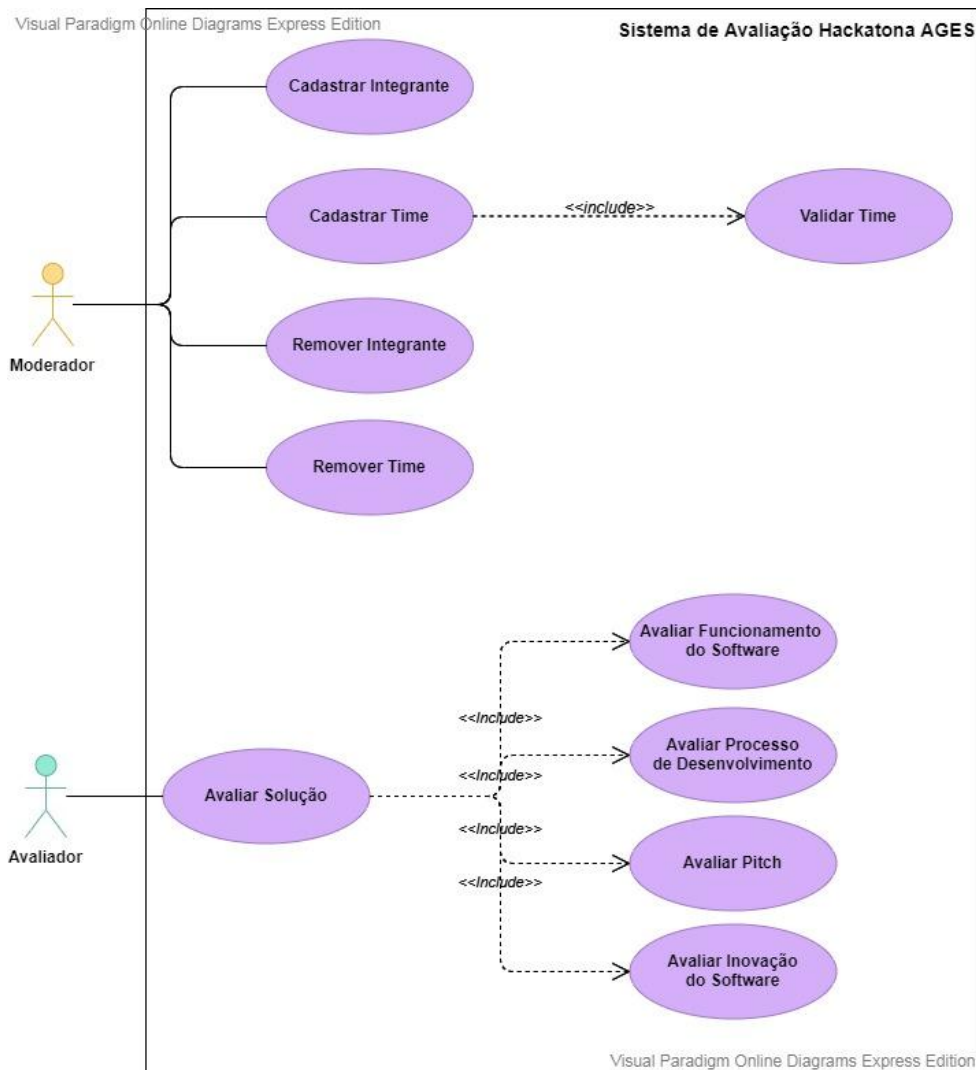 Visual Paradigm Online Diagrams Express Edition
Sistema de Avaliação Hackatona AGES
Cadastrar Integrante
Cadastrar Time
<<include>>
Validar Time
Moderador
Remover Integrante
Remover Time
Avaliar Funcionamento
do Software
<<Include>>
Avaliar Processo
de Desenvolvimento
<<Include>>
Avaliador
Avaliar Solução
<<Include>>
Avaliar Pitch
<<Include>>
Avaliar Inovação
do Software
Visual Paradigm Online Diagrams Express Edition